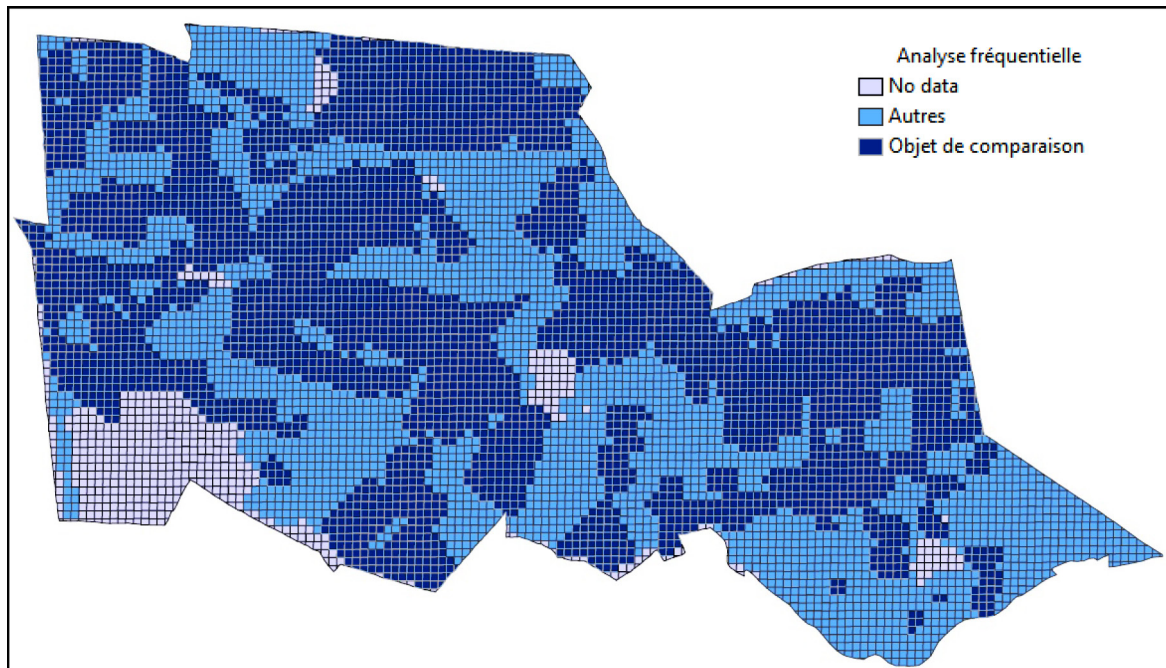 Analyse fréquentielle
No data
Autres
Objet de comparaison